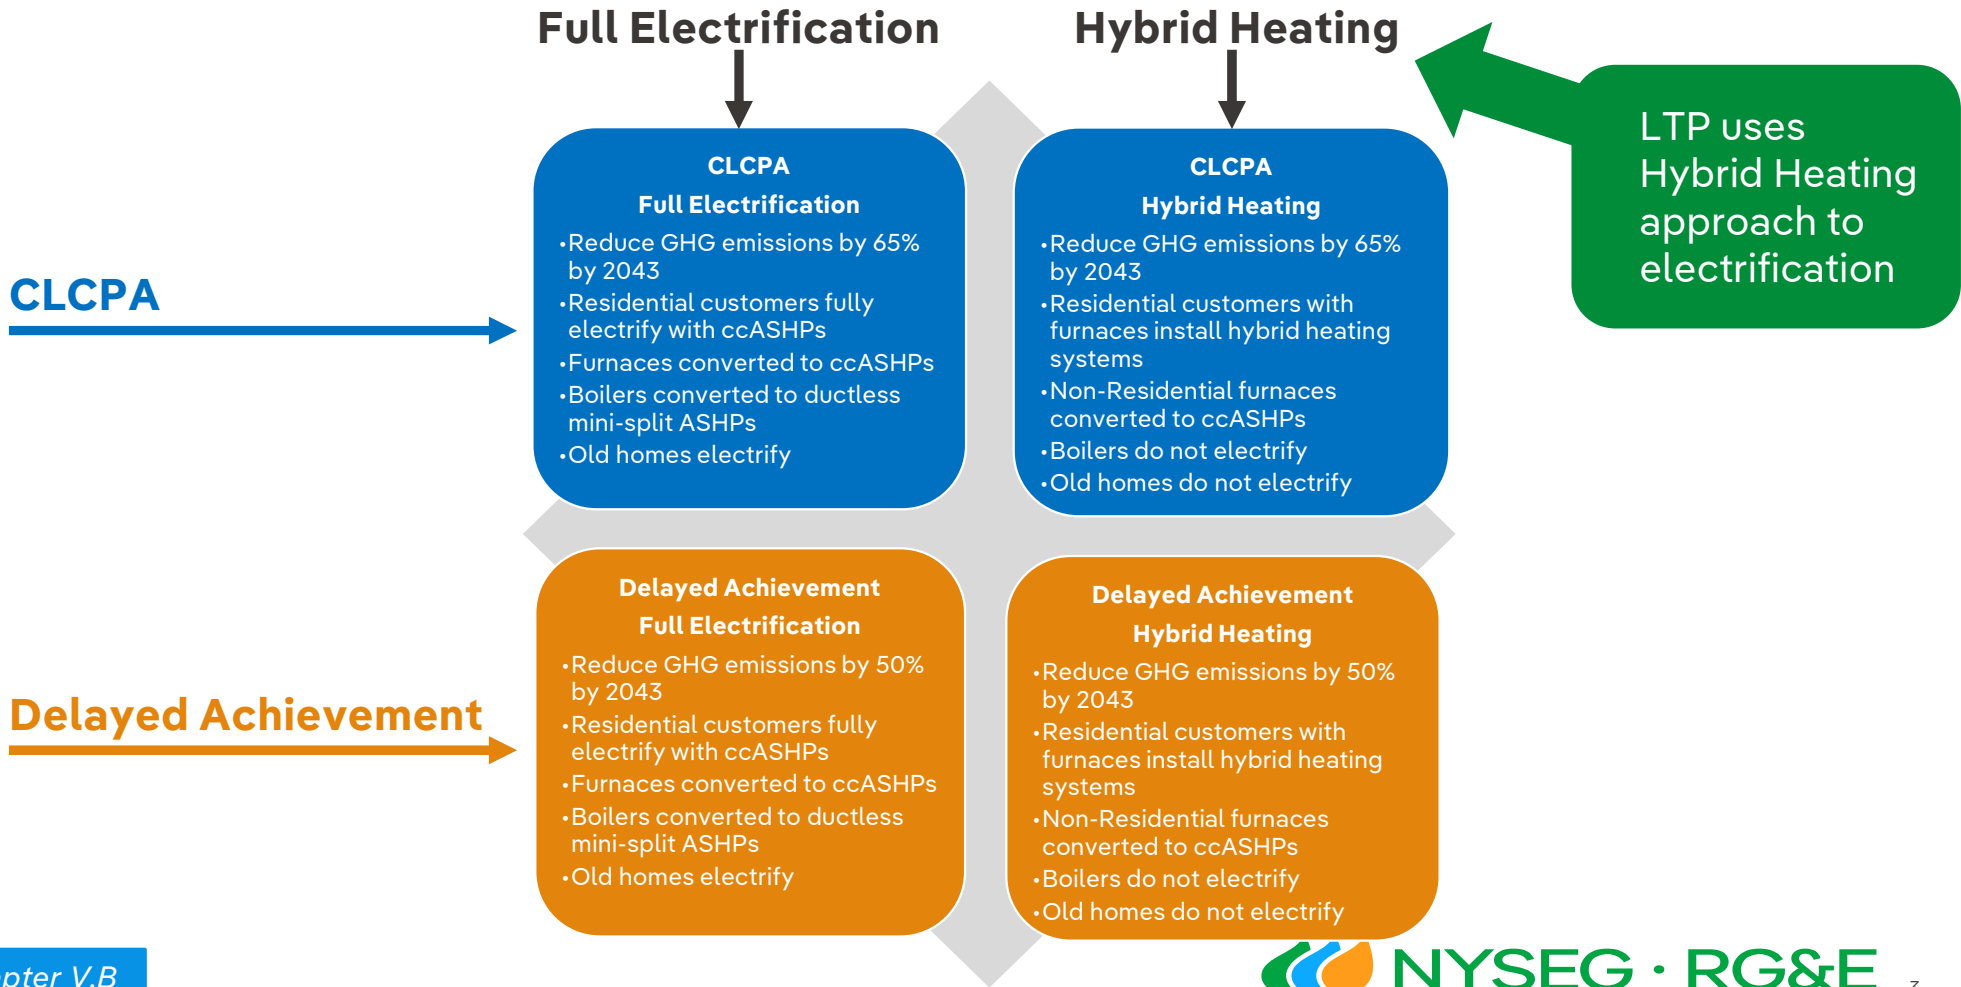 Full Electrification
Hybrid Heating
LTP uses
Hybrid Heating
approach to
electrification
CLCPA
CLCPA
Full Electrification
•Reduce GHG emissions by 65%
by 2043
•Residential customers fully
electrify with ccASHPs
•Furnaces converted to ccASHPs
•Boilers converted to ductless
mini-split ASHPs
•Old homes electrify
CLCPA
Hybrid Heating
•Reduce GHG emissions by 65%
by 2043
•Residential customers with
furnaces install hybrid heating
systems
•Non-Residential furnaces
converted to ccASHPs
•Boilers do not electrify
•Old homes do not electrify
Delayed Achievement
Delayed Achievement
Full Electrification
•Reduce GHG emissions by 50%
by 2043
•Residential customers fully
electrify with ccASHPs
•Furnaces converted to ccASHPs
•Boilers converted to ductless
mini-split ASHPs
•Old homes electrify
Delayed Achievement
Hybrid Heating
•Reduce GHG emissions by 50%
by 2043
•Residential customers with
furnaces install hybrid heating
systems
•Non-Residential furnaces
converted to ccASHPs
•Boilers do not electrify
•Old homes do not electrify
V.B
NYSEG · RG&E